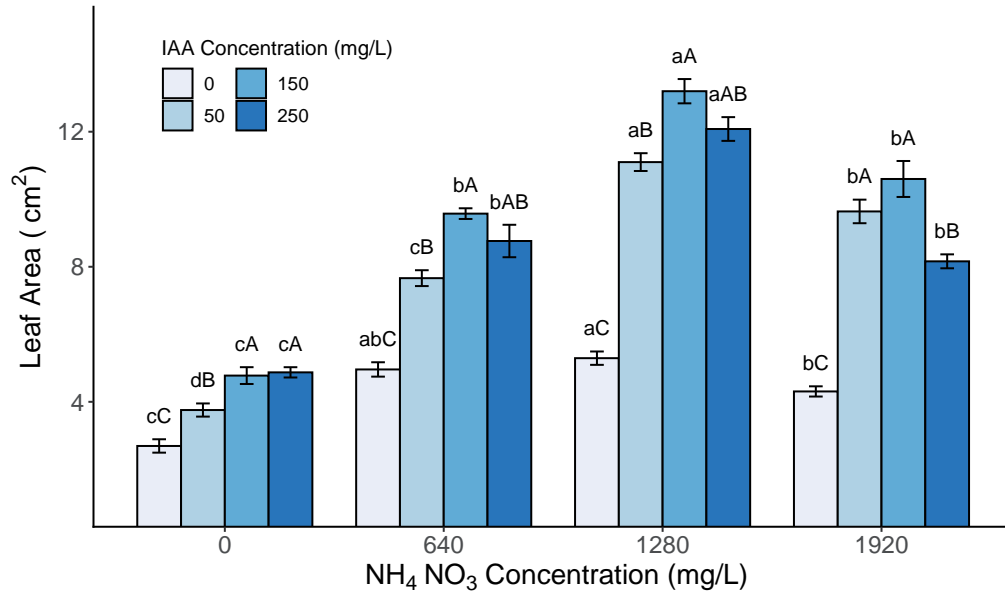 IAA Concentration (mg/L)
0 150
50 250
Leaf Area ( cm²)
12
8
4
cC dB cA cA
abC cB bA bAB
aC aB aA aAB
bC bA bA bB
0 640 1280 1920
NH₄ NO₃ Concentration (mg/L)